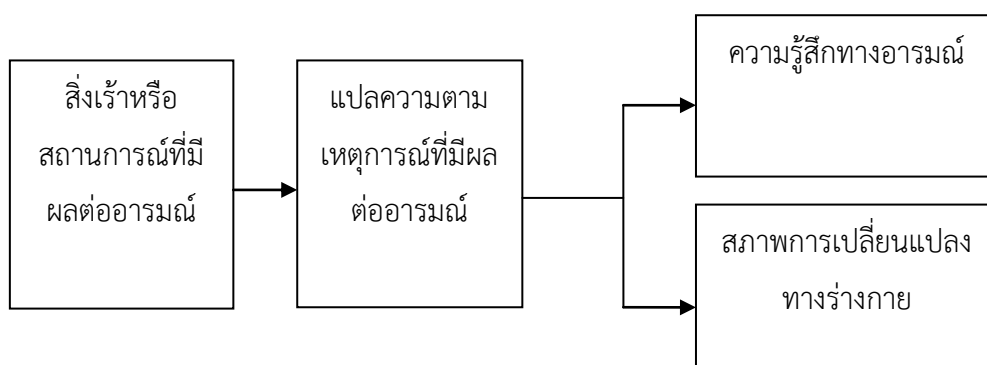 สิ่งเร้าหรือ
สถานการณ์ที่มี
ผลต่ออารมณ์
แปลความตาม
เหตุการณ์ที่มีผล
ต่ออารมณ์
ความรู้สึกทางอารมณ์
สภาพการเปลี่ยนแปลง
ทางร่างกาย